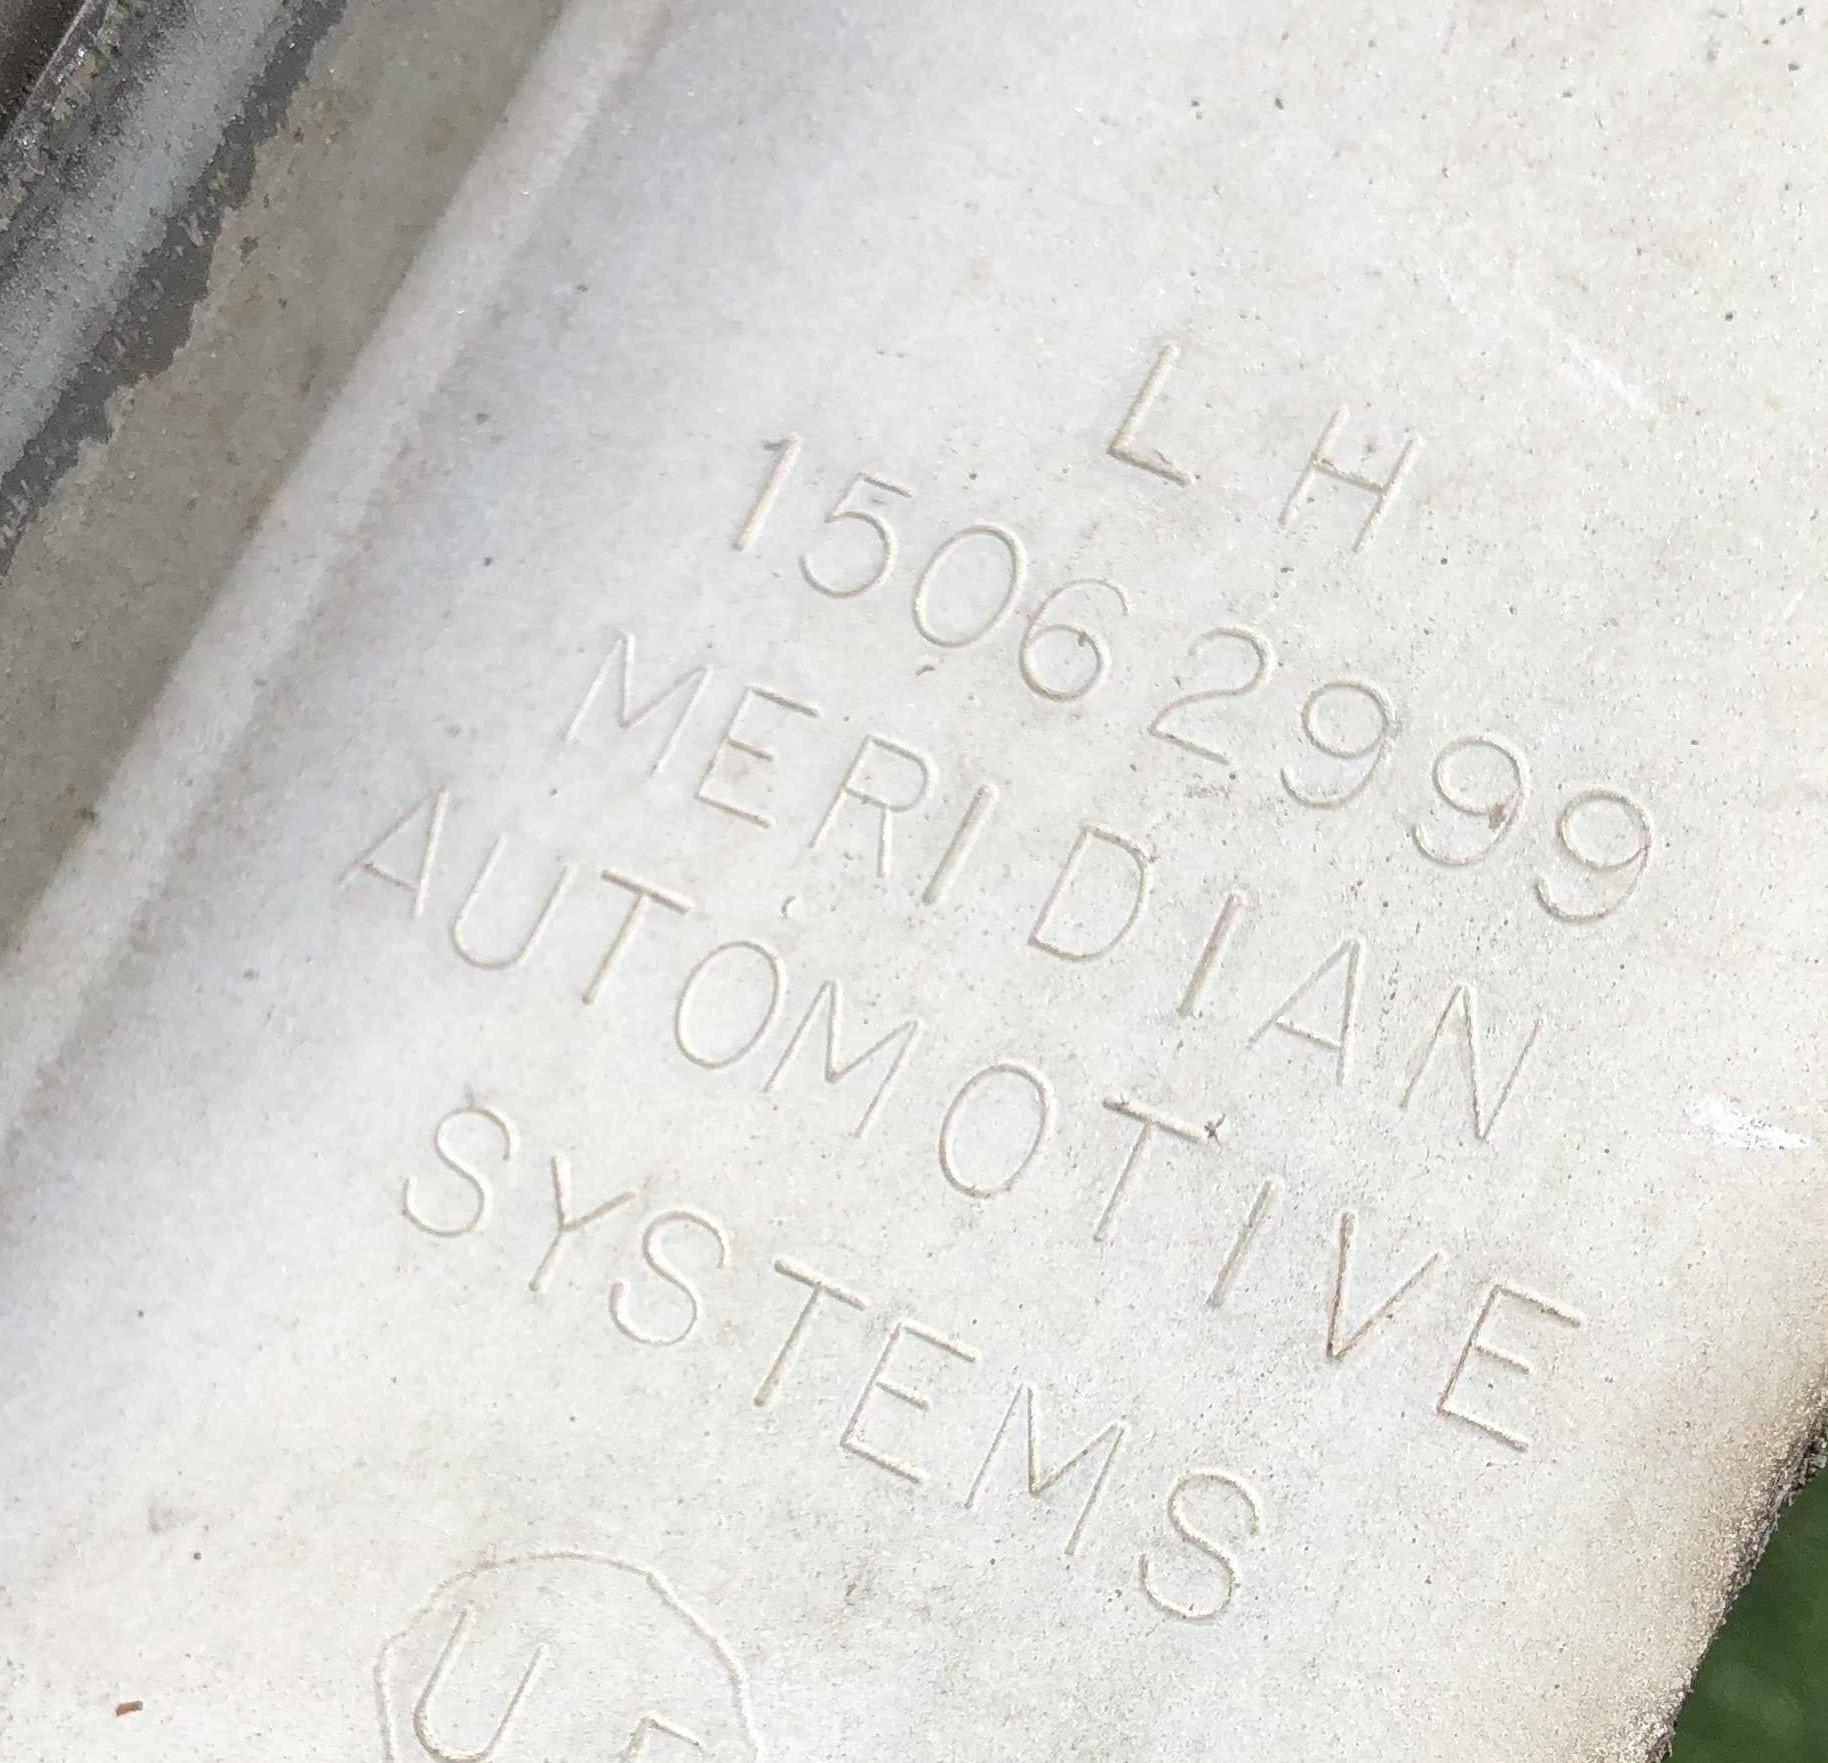 LH
15062999
MERIDIAN
AUTOMOTIVE
SYSTEMS
U